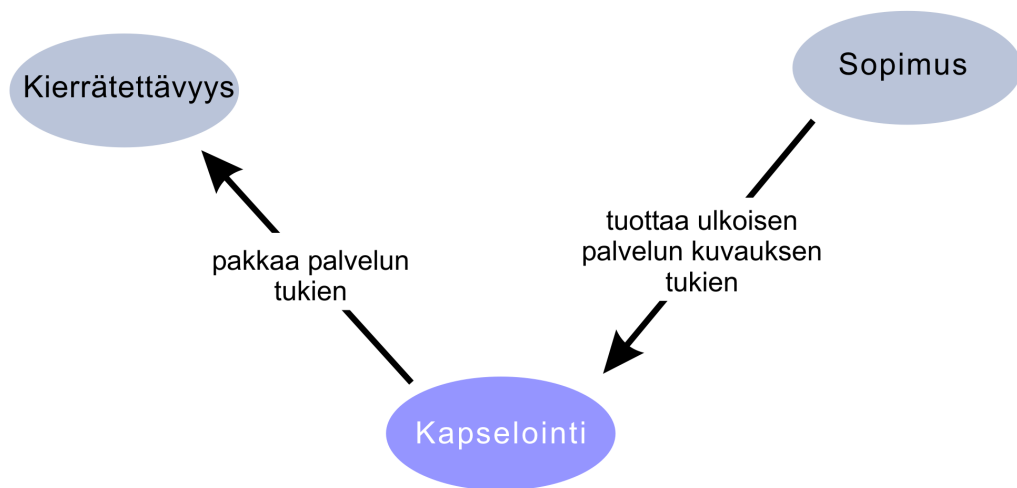 Kierrätettävyys
Sopimus
tuottaa ulkoisen
palvelun kuvauksen
tukien
pakkaa palvelun
tukien
Kapselointi